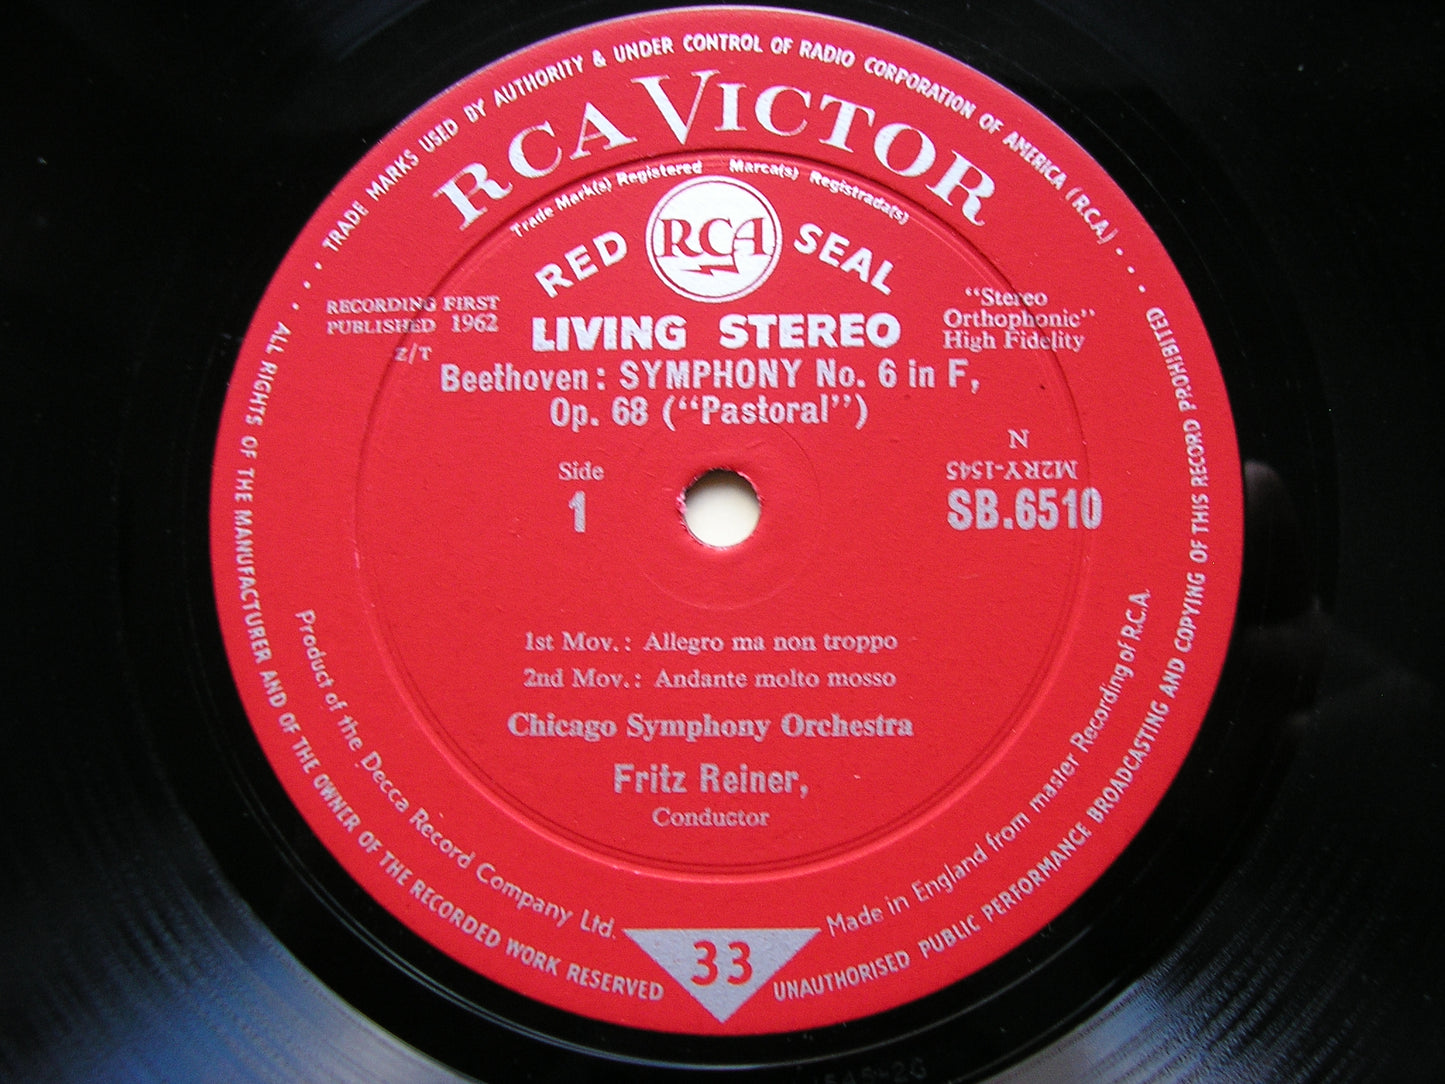 TRADE MARKS USED BY AUTHORITY & UNDER CONTROL OF RADIO CORPORATION OF AMERICA (RCA)
RCA VICTOR
Trade Mark(s) Registered Marca(s) Registrada(s)
RED RCA SEAL
RECORDING FIRST
PUBLISHED 1962
Z/T
LIVING STEREO
"Stereo
Orthophonic"
High Fidelity
Beethoven: SYMPHONY No. 6 in F,
Op. 68 ("Pastoral")
Side
1
N
M2RY-1545
SB.6510
1st Mov.: Allegro ma non troppo
2nd Mov.: Andante molto mosso
Chicago Symphony Orchestra
Fritz Reiner,
Conductor
Product of the Decca Record Company Ltd.
Made in England from master Recording of R.C.A.
33
ALL RIGHTS OF THE MANUFACTURER AND OF THE OWNER OF THE RECORDED WORK RESERVED
UNAUTHORISED PUBLIC PERFORMANCE BROADCASTING AND COPYING OF THIS RECORD PROHIBITED